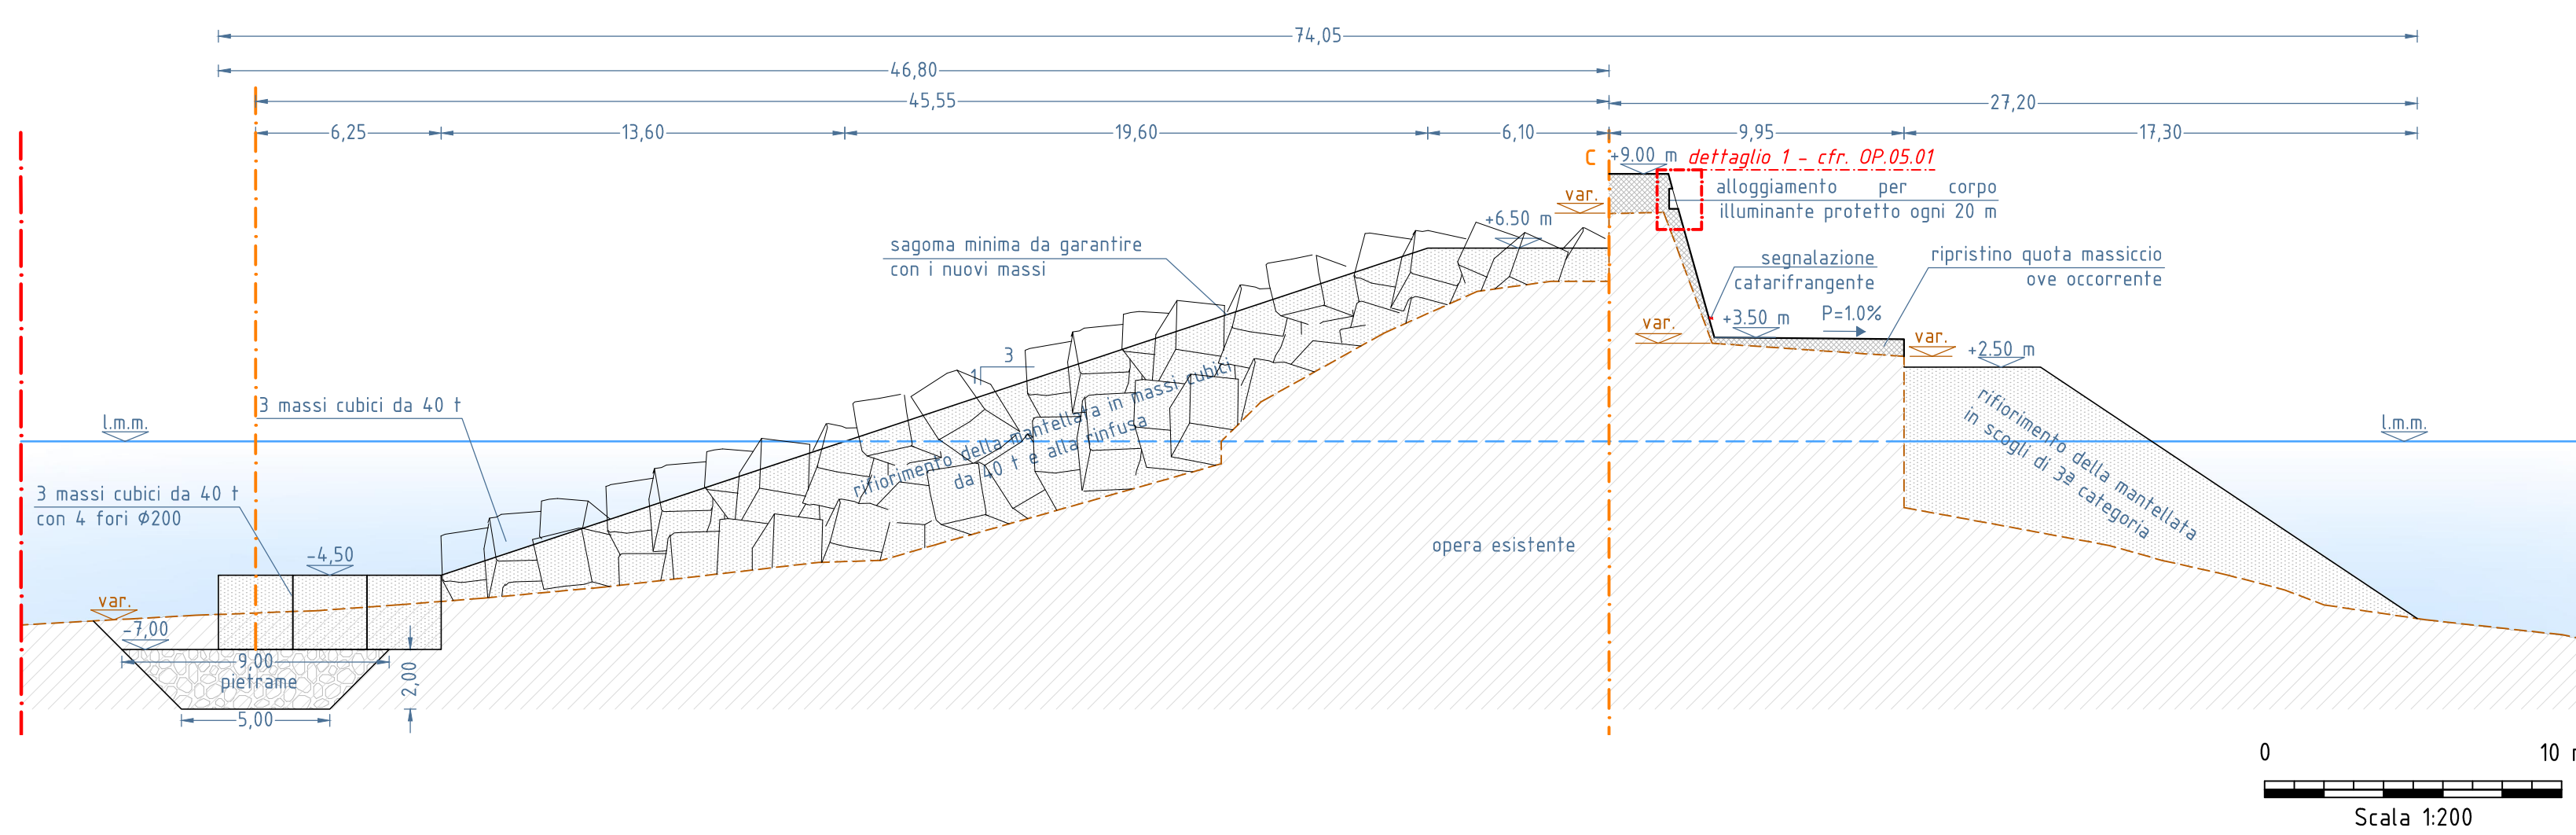 74,05
46,80
45,55
27,20
6,25
13,60
19,60
6,10
9,95
17,30
C
+9.00 m
dettaglio 1 - cfr. OP.05.01
alloggiamento per corpo
illuminante protetto ogni 20 m
var.
+6.50 m
sagoma minima da garantire
con i nuovi massi
segnalazione
catarifrangente
ripristino quota massiccio
ove occorrente
var.
+3.50 m
P=1.0%
var.
+2.50 m
3
1
3 massi cubici da 40 t
l.m.m.
l.m.m.
rifiorimento della mantellata in massi cubici
da 40 t e alla rinfusa
rifiorimento della mantellata
in scogli di 3ª categoria
3 massi cubici da 40 t
con 4 fori Ø200
-4,50
opera esistente
var.
-7,00
9,00
pietrame
2,00
5,00
0
10
Scala 1:200